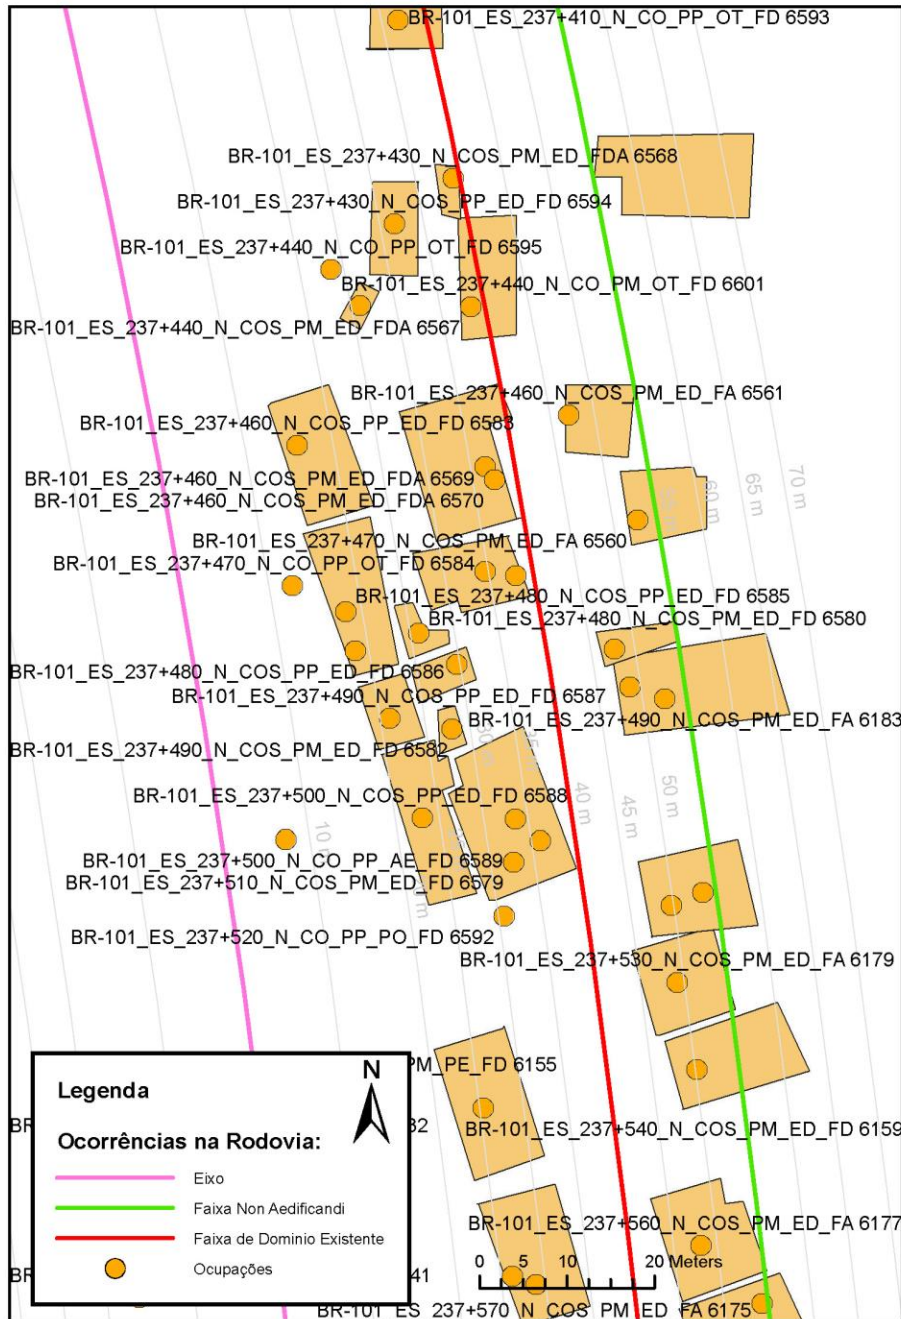 BR-101_ES_237+410_N_CO_PP_OT_FD 6593
BR-101_ES_237+430_N_COS_PM_ED_FDA 6568
BR-101_ES_237+430_N_COS_PP_ED_FD 6594
BR-101_ES_237+440_N_CO_PP_OT_FD 6595
BR-101_ES_237+440_N_CO_PM_OT_FD 6601
BR-101_ES_237+440_N_COS_PM_ED_FDA 6567
BR-101_ES_237+460_N_COS_PM_ED_FA 6561
BR-101_ES_237+460_N_COS_PP_ED_FD 6583
70 m
65 m
60 m
BR-101_ES_237+460_N_COS_PM_ED_FDA 6569
BR-101_ES_237+460_N_COS_PM_ED_FDA 6570
BR-101_ES_237+470_N_COS_PM_ED_FA 6560
BR-101_ES_237+470_N_CO_PP_OT_FD 6584
BR-101_ES_237+480_N_COS_PP_ED_FD 6585
BR-101_ES_237+480_N_COS_PM_ED_FD 6580
BR-101_ES_237+480_N_COS_PP_ED_FD 6586
BR-101_ES_237+490_N_COS_PP_ED_FD 6587
BR-101_ES_237+490_N_COS_PM_ED_FA 6183
BR-101_ES_237+490_N_COS_PM_ED_FD 6582
30 m
35 m
40 m
45 m
50 m
BR-101_ES_237+500_N_COS_PP_ED_FD 6588
10 m
BR-101_ES_237+500_N_CO_PP_AE_FD 6589
BR-101_ES_237+510_N_COS_PM_ED_FD 6579
BR-101_ES_237+520_N_CO_PP_PO_FD 6592
BR-101_ES_237+530_N_COS_PM_ED_FA 6179
PM_PE_FD 6155
BR
32
BR-101_ES_237+540_N_COS_PM_ED_FD 6159
BR-101_ES_237+560_N_COS_PM_ED_FA 6177
BR
41
BR-101_ES_237+570_N_COS_PM_ED_FA 6175
0 5 10 20 Meters
N
Legenda
Ocorrências na Rodovia:
Eixo
Faixa Non Aedificandi
Faixa de Dominio Existente
Ocupações